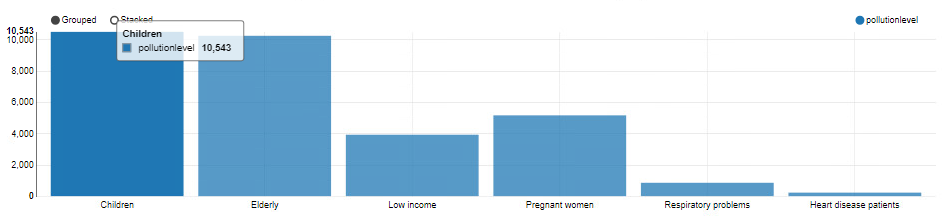 Grouped Stacked pollutionlevel
Children
pollutionlevel 10,543
10,543
10,000
8,000
6,000
4,000
2,000
0
Children Elderly Low income Pregnant women Respiratory problems Heart disease patients